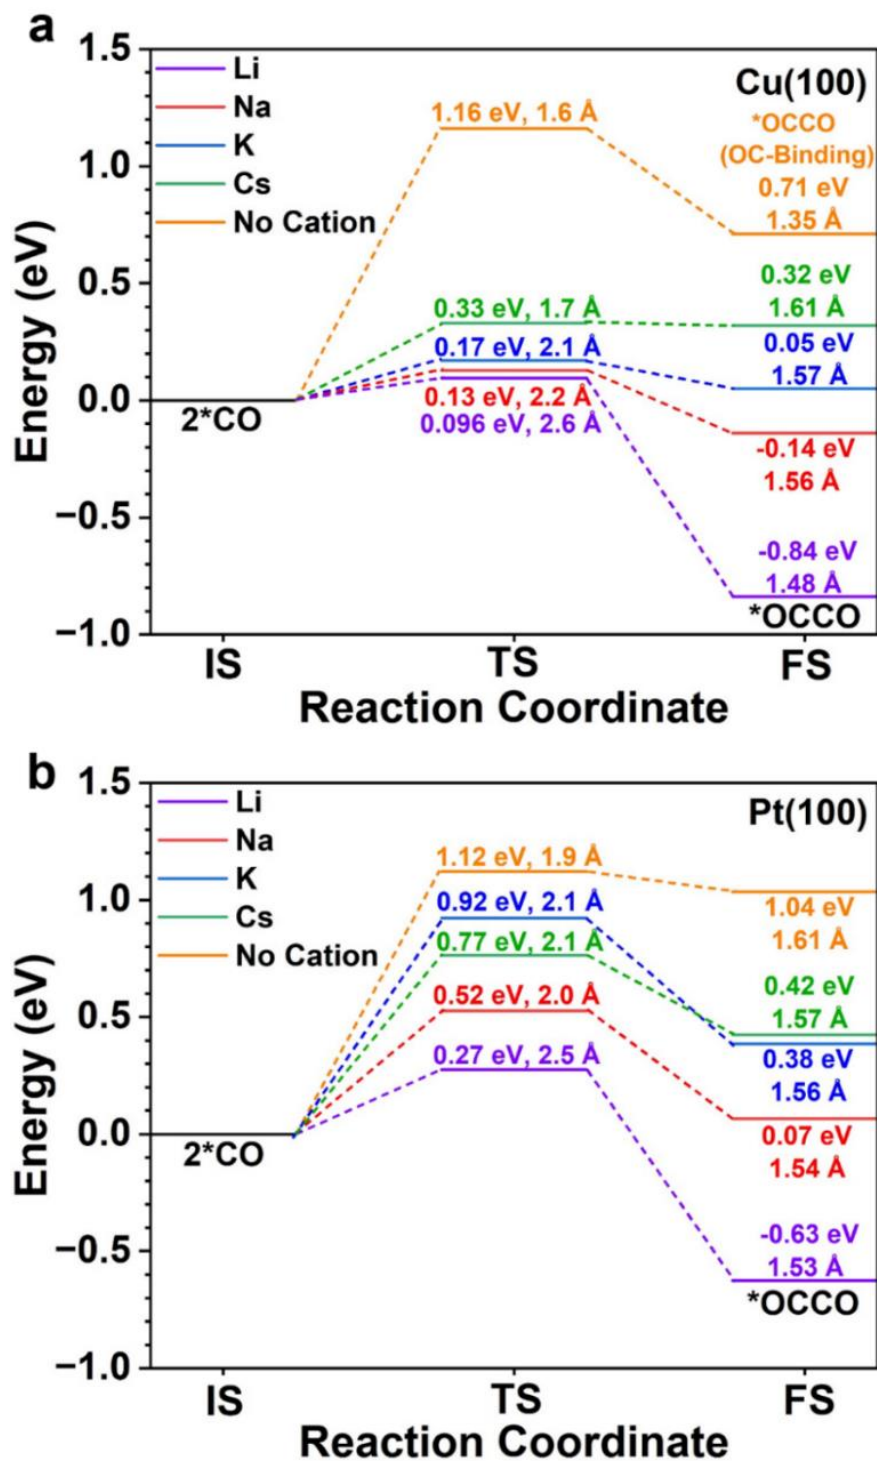 a
1.5
1.0
0.5
0.0
−0.5
−1.0
Energy (eV)
Li
Na
K
Cs
No Cation
Cu(100)
*OCCO
(OC-Binding)
0.71 eV
1.35 Å
1.16 eV, 1.6 Å
0.32 eV
1.61 Å
0.33 eV, 1.7 Å
0.05 eV
1.57 Å
0.17 eV, 2.1 Å
2*CO
0.13 eV, 2.2 Å
0.096 eV, 2.6 Å
-0.14 eV
1.56 Å
-0.84 eV
1.48 Å
*OCCO
IS
TS
FS
Reaction Coordinate
b
1.5
1.0
0.5
0.0
−0.5
−1.0
Energy (eV)
Li
Na
K
Cs
No Cation
Pt(100)
1.12 eV, 1.9 Å
0.92 eV, 2.1 Å
0.77 eV, 2.1 Å
0.52 eV, 2.0 Å
0.27 eV, 2.5 Å
1.04 eV
1.61 Å
0.42 eV
1.57 Å
0.38 eV
1.56 Å
0.07 eV
1.54 Å
2*CO
-0.63 eV
1.53 Å
*OCCO
IS
TS
FS
Reaction Coordinate